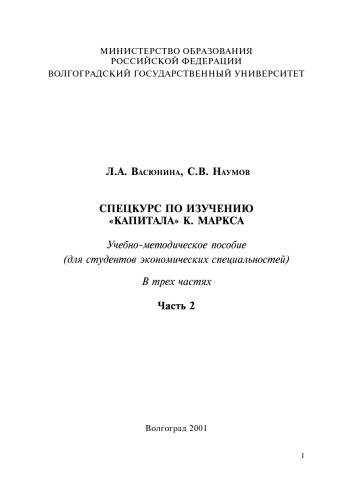 МИНИСТЕРСТВО ОБРАЗОВАНИЯ
РОССИЙСКОЙ ФЕДЕРАЦИИ
ВОЛГОГРАДСКИЙ ГОСУДАРСТВЕННЫЙ УНИВЕРСИТЕТ
Л.А. Васюнина, С.В. Наумов
СПЕЦКУРС ПО ИЗУЧЕНИЮ
«КАПИТАЛА» К. МАРКСА
Учебно-методическое пособие
(для студентов экономических специальностей)
В трех частях
Часть 2
Волгоград 2001
1